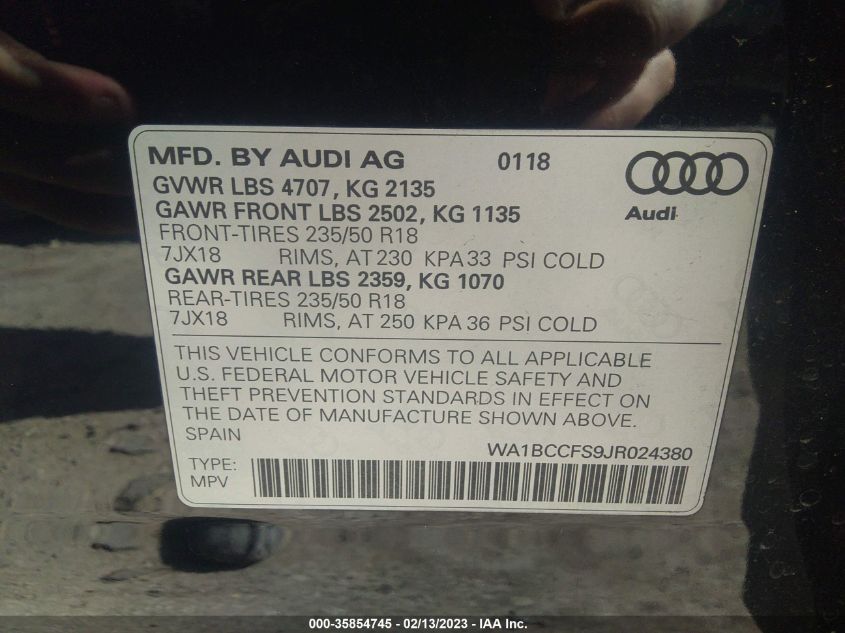 MFD. BY AUDI AG 0118
GVWR LBS 4707, KG 2135
GAWR FRONT LBS 2502, KG 1135
Audi
FRONT-TIRES 235/50 R18
7JX18 RIMS, AT 230 KPA 33 PSI COLD
GAWR REAR LBS 2359, KG 1070
REAR-TIRES 235/50 R18
7JX18 RIMS, AT 250 KPA 36 PSI COLD
THIS VEHICLE CONFORMS TO ALL APPLICABLE
U.S. FEDERAL MOTOR VEHICLE SAFETY AND
THEFT PREVENTION STANDARDS IN EFFECT ON
THE DATE OF MANUFACTURE SHOWN ABOVE.
SPAIN
WA1BCCFS9JR024380
TYPE:
MPV
000-35854745 - 02/13/2023 - IAA Inc.